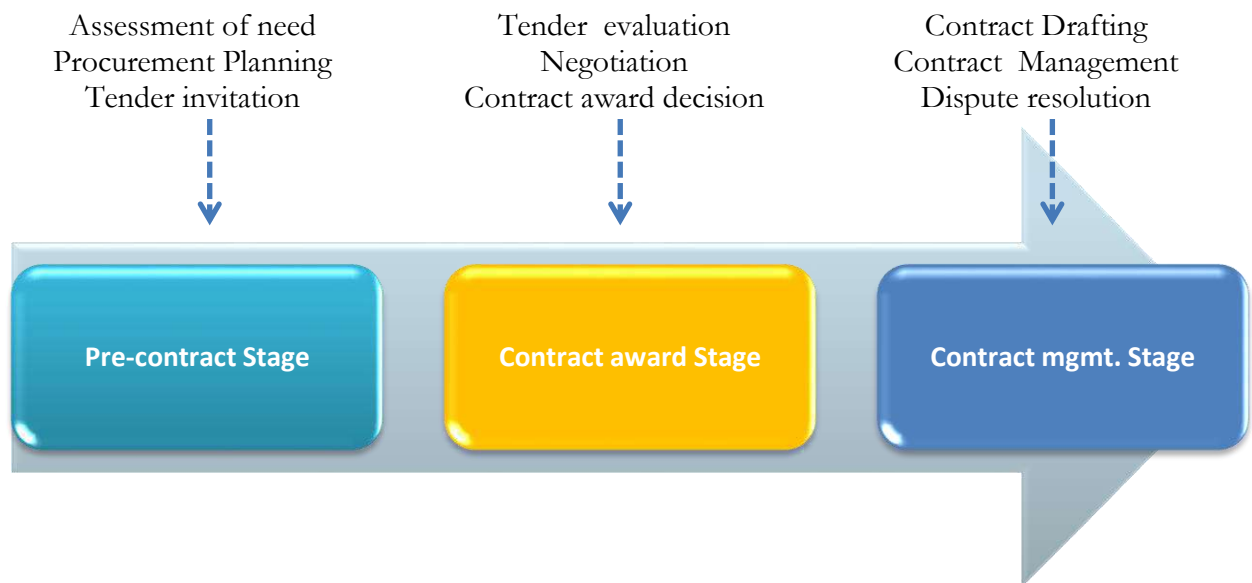 Assessment of need
Procurement Planning
Tender invitation
Tender evaluation
Negotiation
Contract award decision
Contract Drafting
Contract Management
Dispute resolution
Pre-contract Stage
Contract award Stage
Contract mgmt. Stage